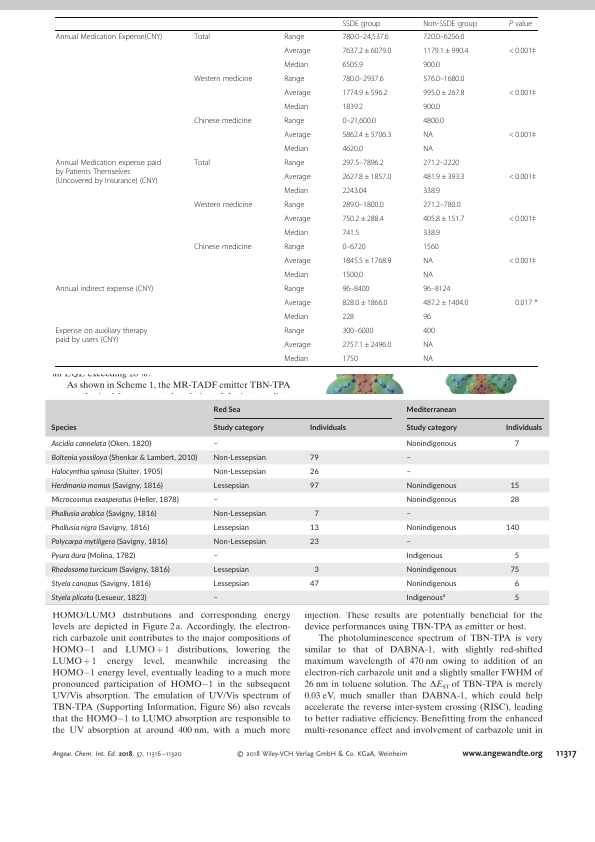 SSDE group Non-SSDE group P value
Annual Medication Expense(CNY) Total Range 780.0–24,537.6 720.0–6256.0
Average 7637.2 ± 6079.0 1179.1 ± 990.4 < 0.001‡
Median 6505.9 900.0
Western medicine Range 780.0–2937.6 576.0–1680.0
Average 1774.9 ± 596.2 995.0 ± 267.8 < 0.001‡
Median 1839.2 900.0
Chinese medicine Range 0–21,600.0 4800.0
Average 5862.4 ± 5706.3 NA < 0.001‡
Median 4620.0 NA
Annual Medication expense paid Total Range 297.5–7896.2 271.2–2220
by Patients Themselves
(Uncovered by Insurance) (CNY)
Average 2627.8 ± 1857.0 481.9 ± 393.3 < 0.001‡
Median 2243.04 338.9
Western medicine Range 289.0–1800.0 271.2–780.0
Average 750.2 ± 288.4 405.8 ± 151.7 < 0.001‡
Median 741.5 338.9
Chinese medicine Range 0–6720 1560
Average 1845.5 ± 1768.9 NA < 0.001‡
Median 1500.0 NA
Annual indirect expense (CNY) Range 96–8400 96–8124
Average 828.0 ± 1866.0 487.2 ± 1404.0 0.017 *
Median 228 96
Expense on auxiliary therapy Range 300–6000 400
paid by users (CNY)
Average 2757.1 ± 2496.0 NA
Median 1750 NA
As shown in Scheme 1, the MR-TADF emitter TBN-TPA
Red Sea Mediterranean
Species Study category Individuals Study category Individuals
Ascidia cannelata (Oken, 1820) – Nonindigenous 7
Boltenia yossiloya (Shenkar & Lambert, 2010) Non-Lessepsian 79 –
Halocynthia spinosa (Sluiter, 1905) Non-Lessepsian 26 –
Herdmania momus (Savigny, 1816) Lessepsian 97 Nonindigenous 15
Microcosmus exasperatus (Heller, 1878) – Nonindigenous 28
Phallusia arabica (Savigny, 1816) Non-Lessepsian 7 –
Phallusia nigra (Savigny, 1816) Lessepsian 13 Nonindigenous 140
Polycarpa mytiligera (Savigny, 1816) Non-Lessepsian 23 –
Pyura dura (Molina, 1782) – Indigenous 5
Rhodosoma turcicum (Savigny, 1816) Lessepsian 3 Nonindigenous 75
Styela canopus (Savigny, 1816) Lessepsian 47 Nonindigenous 6
Styela plicata (Lesueur, 1823) – Indigenousᵃ 5
HOMO/LUMO distributions and corresponding energy
levels are depicted in Figure 2 a. Accordingly, the electron-
rich carbazole unit contributes to the major compositions of
HOMO−1 and LUMO + 1 distributions, lowering the
LUMO + 1 energy level, meanwhile increasing the
HOMO−1 energy level, eventually leading to a much more
pronounced participation of HOMO−1 in the subsequent
UV/Vis absorption. The emulation of UV/Vis spectrum of
TBN-TPA (Supporting Information, Figure S6) also reveals
that the HOMO−1 to LUMO absorption are responsible to
the UV absorption at around 400 nm, with a much more
injection. These results are potentially beneficial for the
device performances using TBN-TPA as emitter or host.
The photoluminescence spectrum of TBN-TPA is very
similar to that of DABNA-1, with slightly red-shifted
maximum wavelength of 470 nm owing to addition of an
electron-rich carbazole unit and a slightly smaller FWHM of
26 nm in toluene solution. The ΔE_ST of TBN-TPA is merely
0.03 eV, much smaller than DABNA-1, which could help
accelerate the reverse inter-system crossing (RISC), leading
to better radiative efficiency. Benefitting from the enhanced
multi-resonance effect and involvement of carbazole unit in
Angew. Chem. Int. Ed. 2018, 57, 11316–11320 © 2018 Wiley-VCH Verlag GmbH & Co. KGaA, Weinheim www.angewandte.org 11317